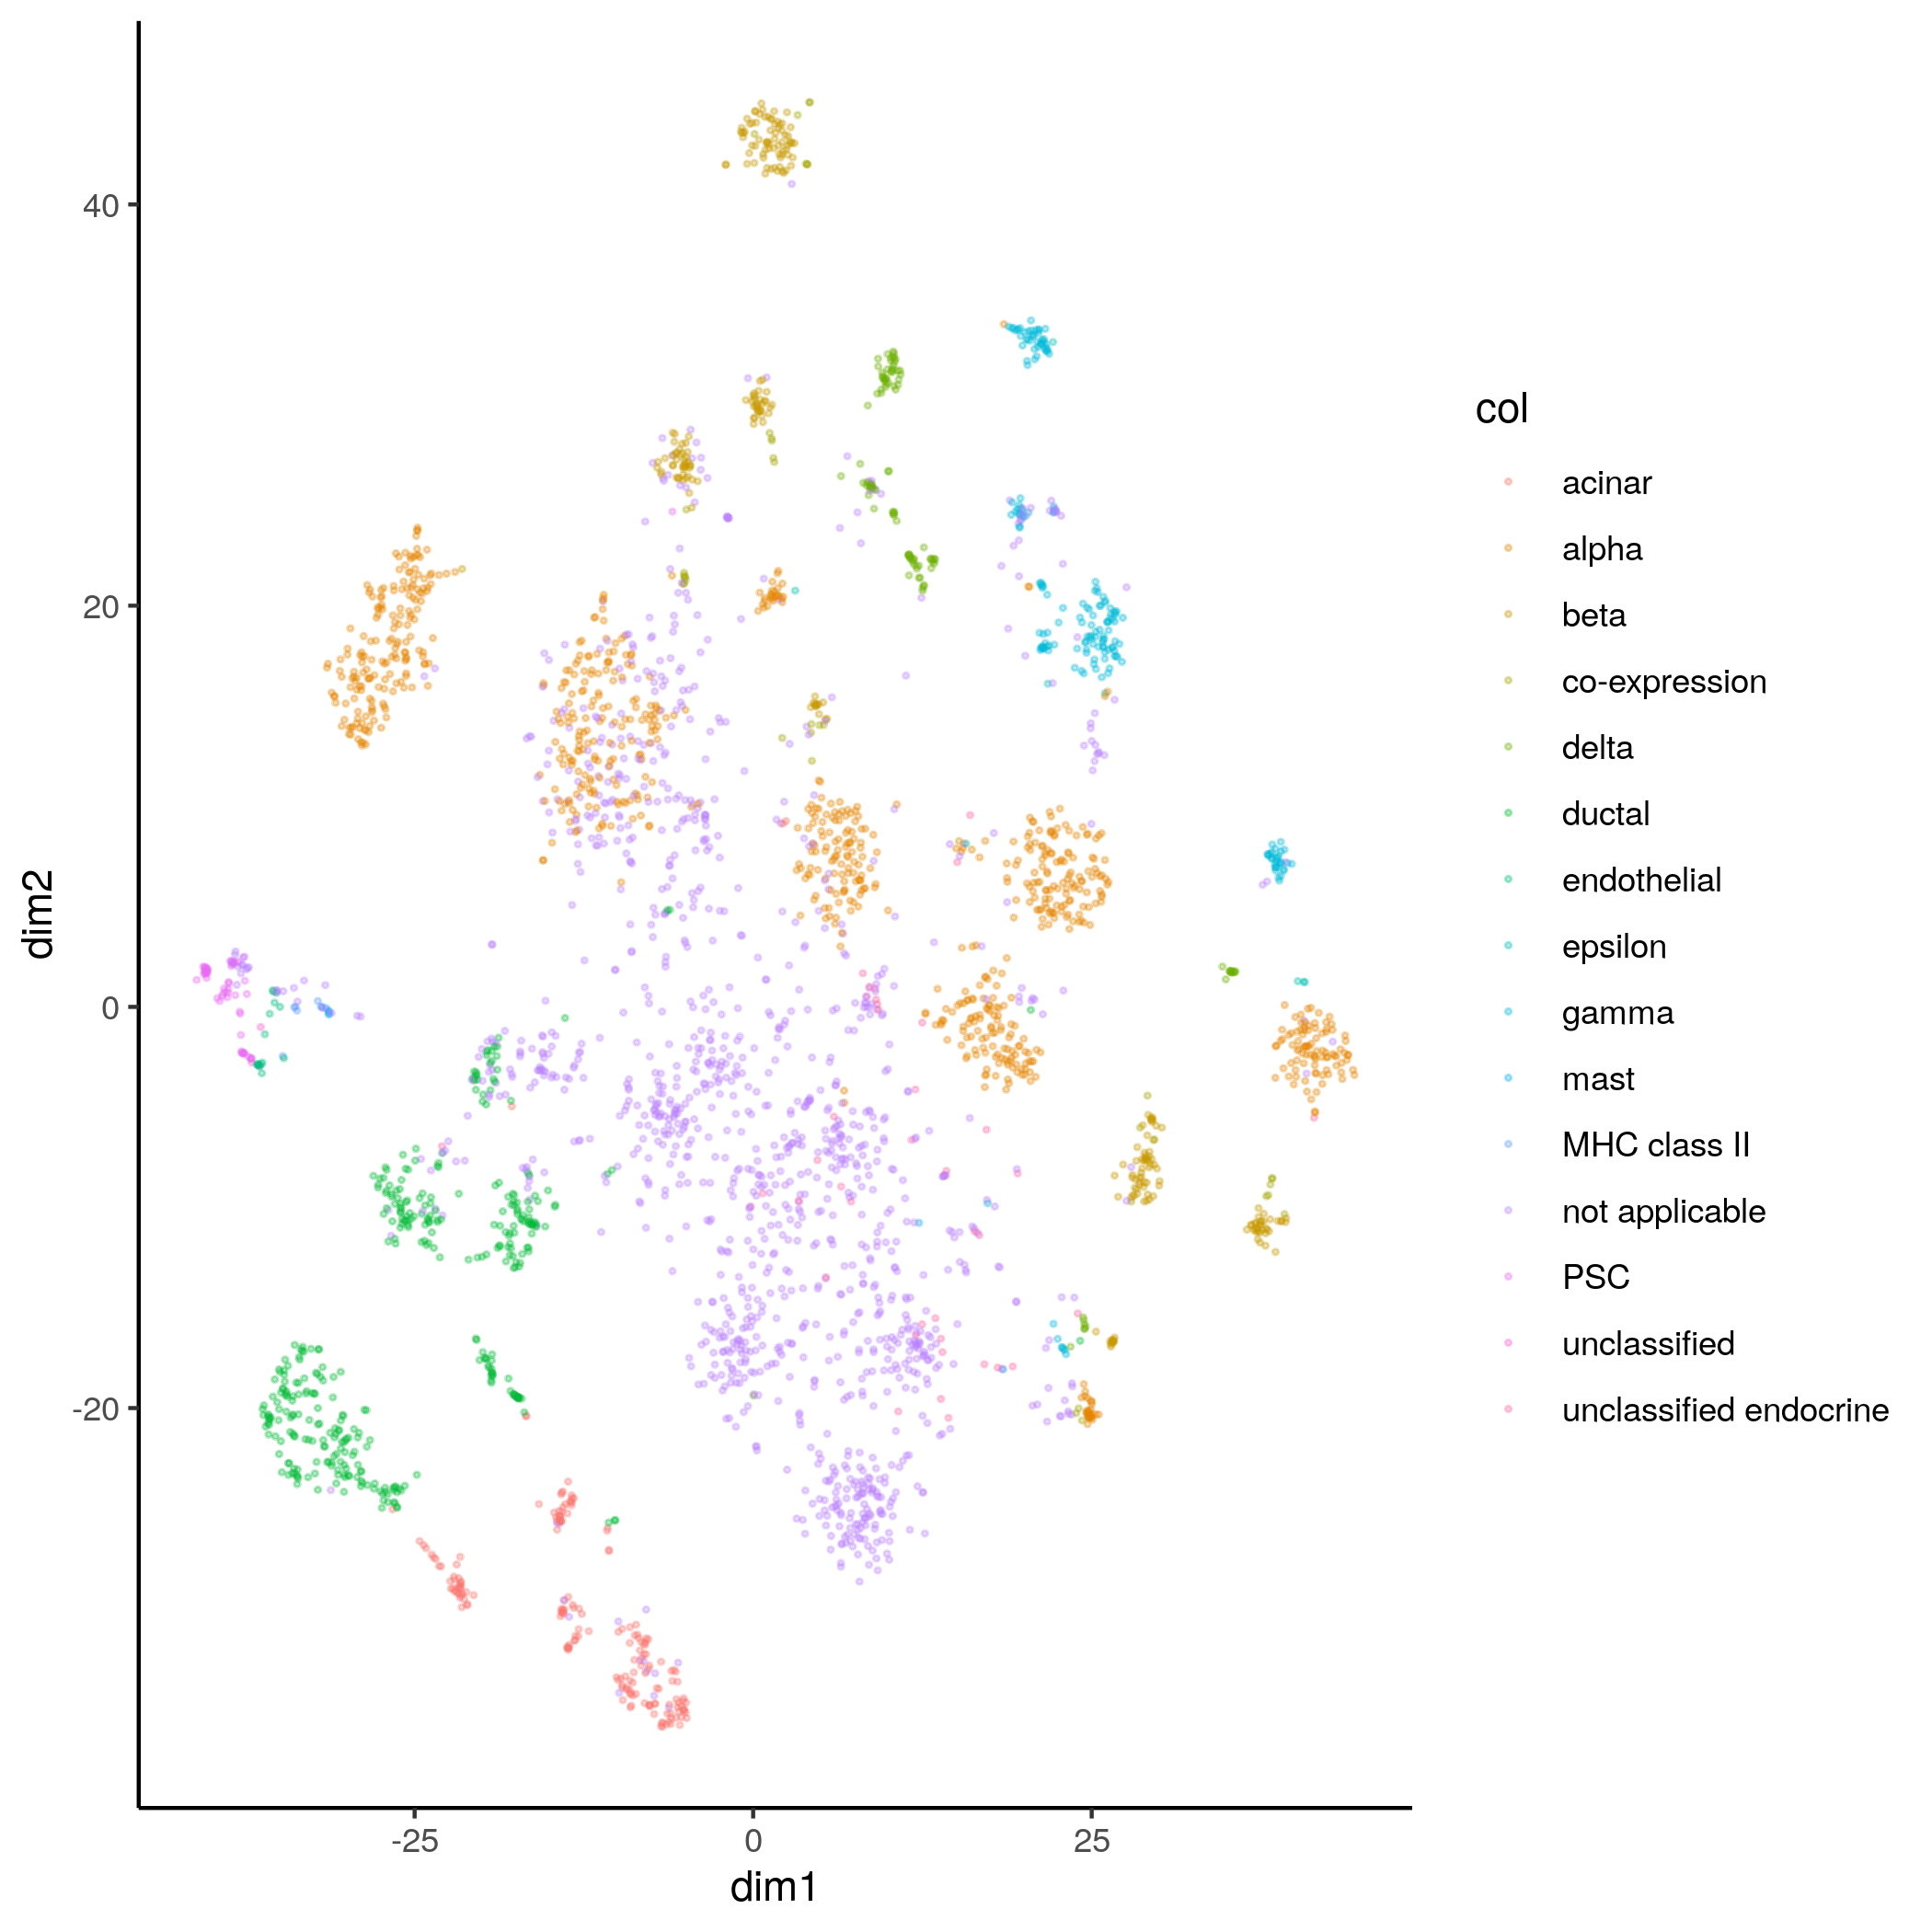 40
20
0
-20
dim2
-25
0
25
dim1
col
acinar
alpha
beta
co-expression
delta
ductal
endothelial
epsilon
gamma
mast
MHC class II
not applicable
PSC
unclassified
unclassified endocrine